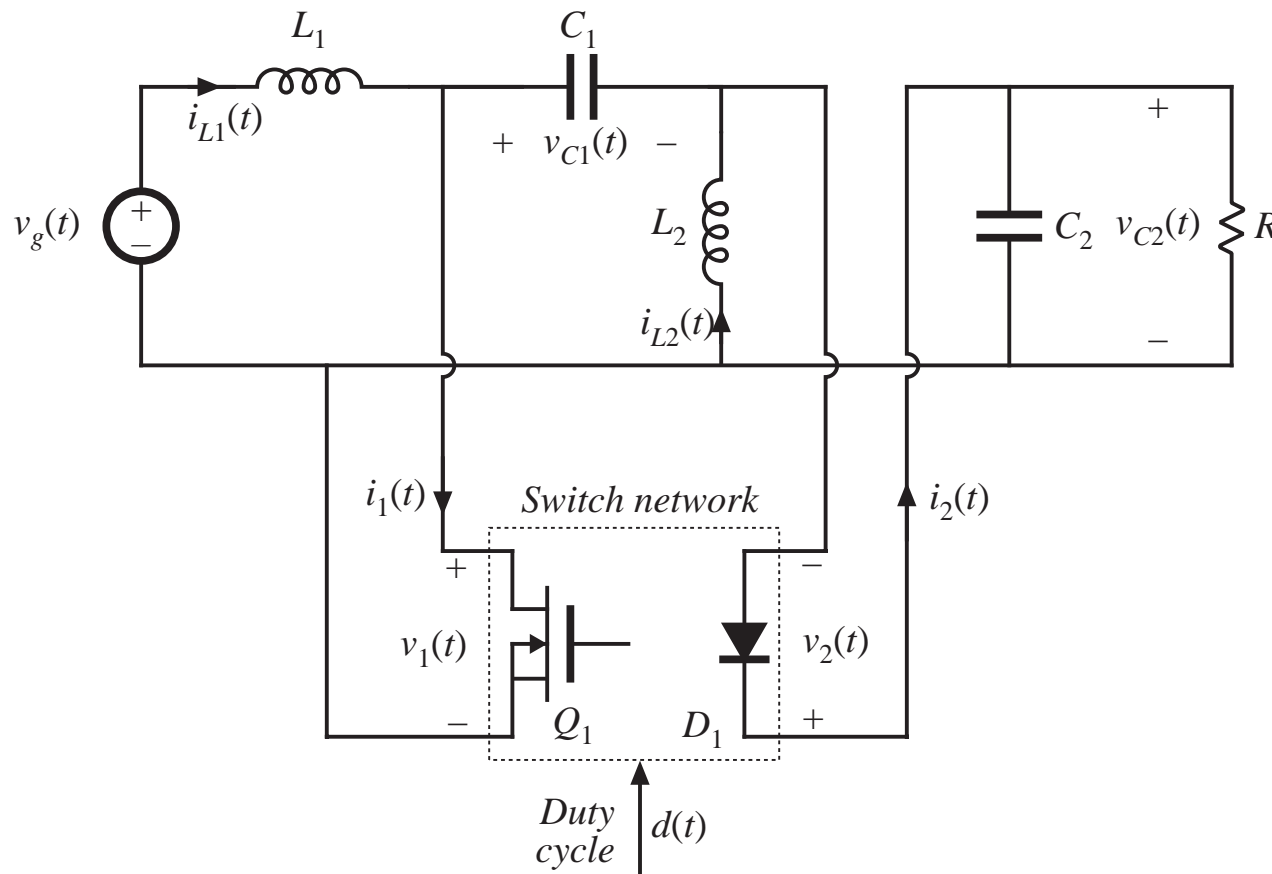 L1
C1
iL1(t)
+ vC1(t) –
+
vg(t)
+
–
L2
C2
vC2(t)
R
iL2(t)
–
i1(t)
Switch network
i2(t)
+
–
v1(t)
v2(t)
–
Q1
D1
+
Duty
cycle
d(t)